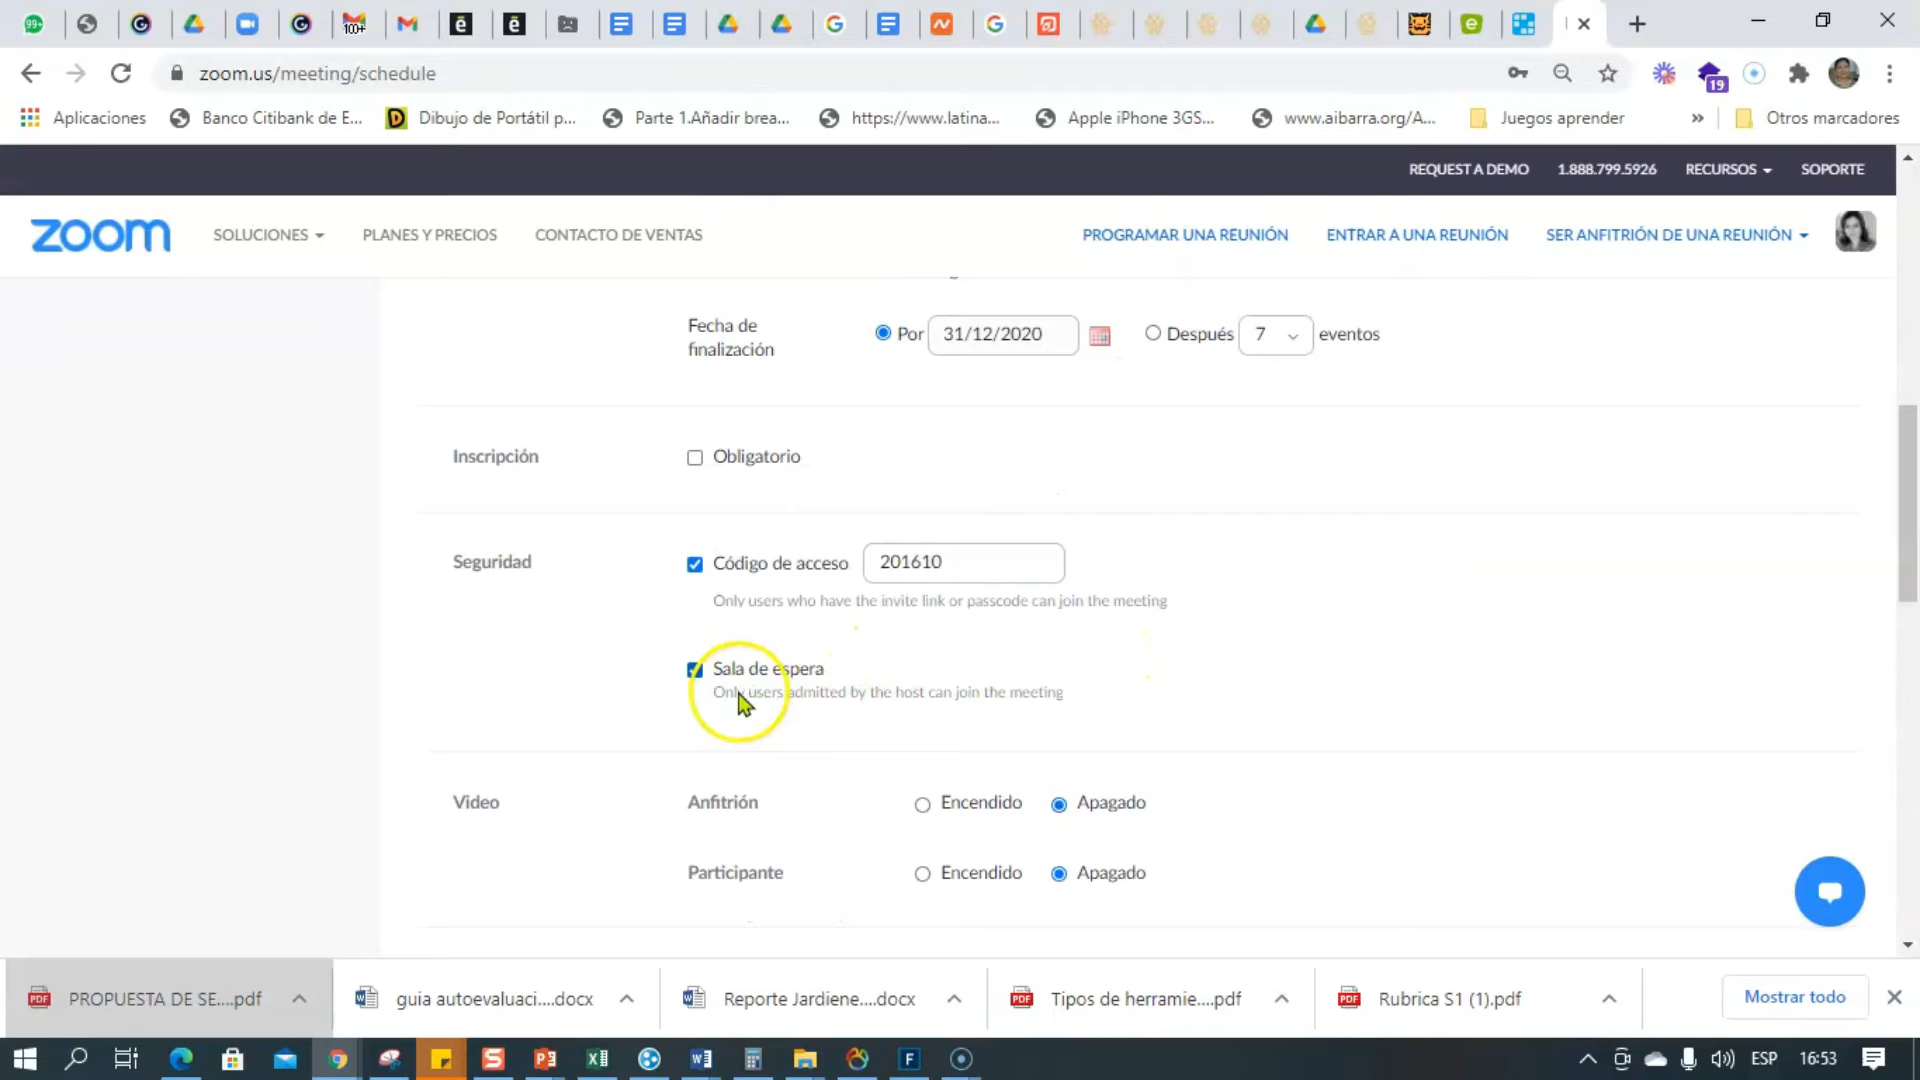 99+
100+
zoom.us/meeting/schedule
19
Aplicaciones
Banco Citibank de E...
Dibujo de Portátil p...
Parte 1.Añadir brea...
https://www.latina...
Apple iPhone 3GS...
www.aibarra.org/A...
Juegos aprender
»
Otros marcadores
REQUEST A DEMO
1.888.799.5926
RECURSOS
SOPORTE
zoom
SOLUCIONES
PLANES Y PRECIOS
CONTACTO DE VENTAS
PROGRAMAR UNA REUNIÓN
ENTRAR A UNA REUNIÓN
SER ANFITRIÓN DE UNA REUNIÓN
Fecha de
finalización
Por
31/12/2020
Después
7
eventos
Inscripción
Obligatorio
Seguridad
Código de acceso
201610
Only users who have the invite link or passcode can join the meeting
Sala de espera
Only users admitted by the host can join the meeting
Video
Anfitrión
Encendido
Apagado
Participante
Encendido
Apagado
PROPUESTA DE SE....pdf
guia autoevaluaci....docx
Reporte Jardiene....docx
Tipos de herramie....pdf
Rubrica S1 (1).pdf
Mostrar todo
ESP
16:53